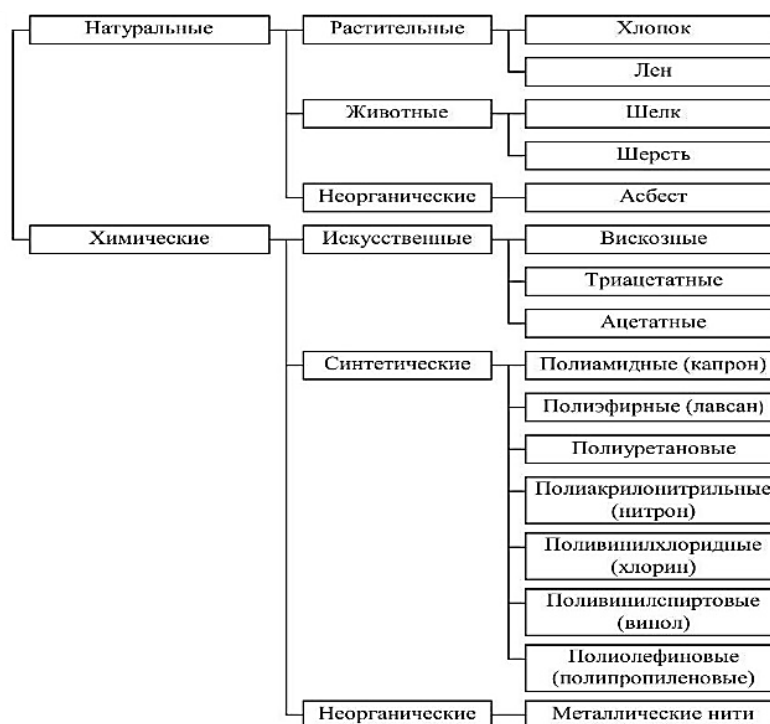 Натуральные
Растительные
Хлопок
Лен
Животные
Шелк
Шерсть
Неорганические
Асбест
Химические
Искусственные
Вискозные
Триацетатные
Ацетатные
Синтетические
Полиамидные (капрон)
Полиэфирные (лавсан)
Полиуретановые
Полиакрилонитрильные
(нитрон)
Поливинилхлоридные
(хлорин)
Поливинилспиртовые
(винол)
Полиолефиновые
(полипропиленовые)
Неорганические
Металлические нити